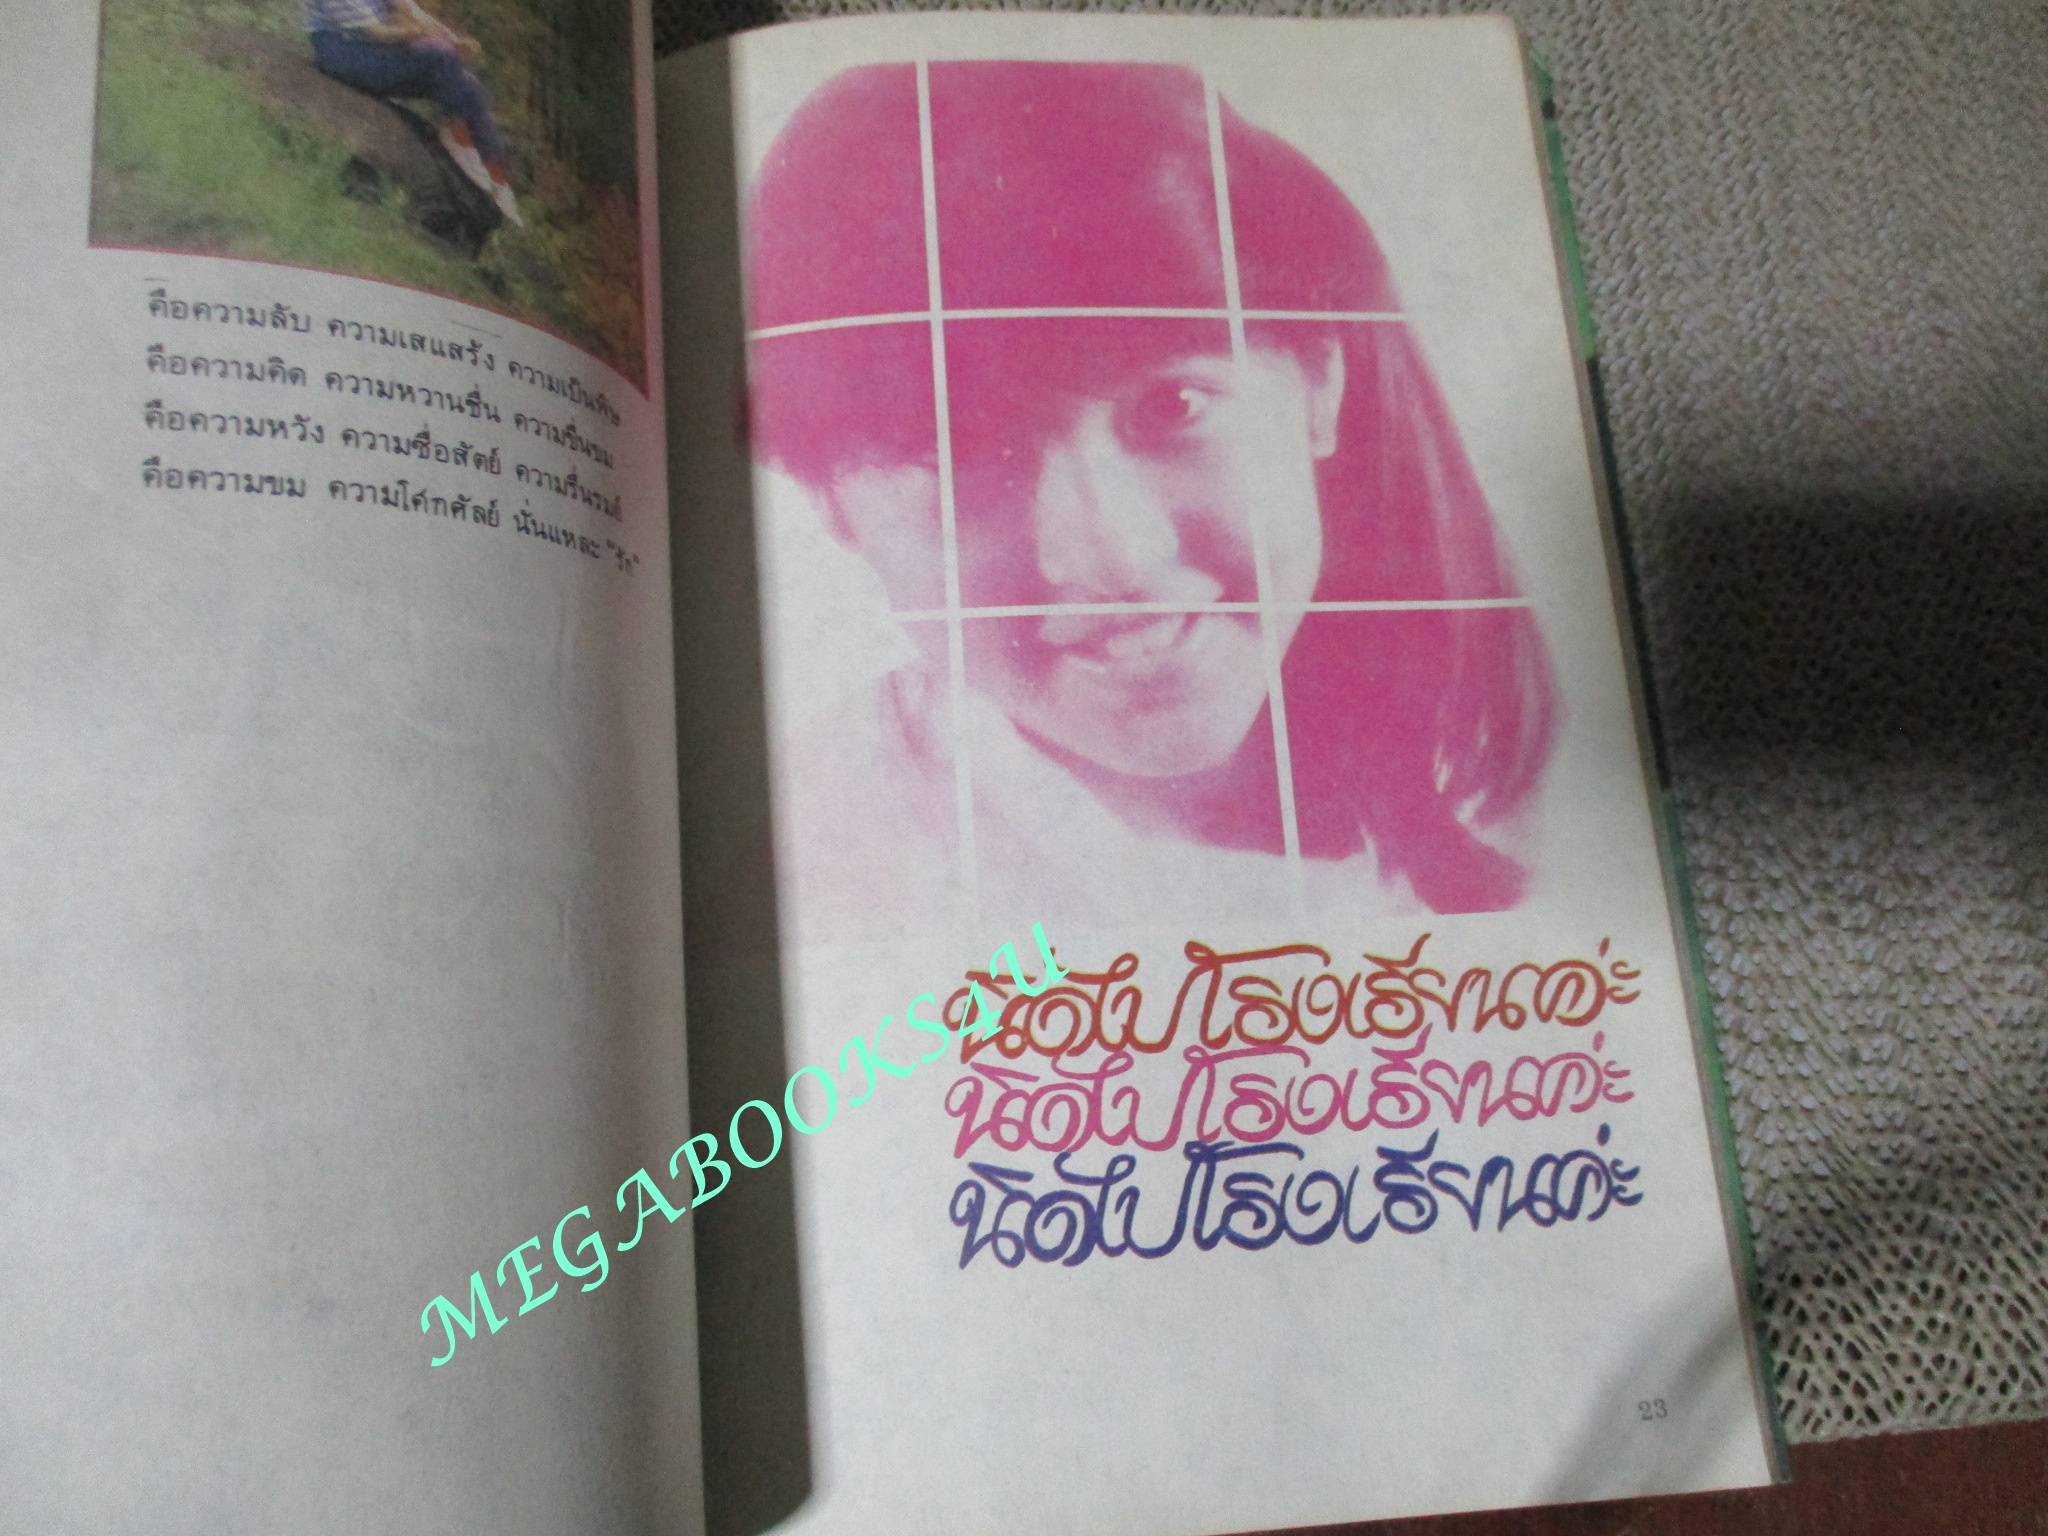 คือความลับ ความเสแสร้ง ความเป็นพิษ
คือความคิด ความหวานชื่น ความขื่นขม
คือความหวัง ความซื่อสัตย์ ความรื่นรมย์
คือความขม ความโศกศัลย์ นั่นแหละ "รัก"
นิดไปโรงเรียนค่ะ
นิดไปโรงเรียนค่ะ
นิดไปโรงเรียนค่ะ
23
MEGABOOKS4U